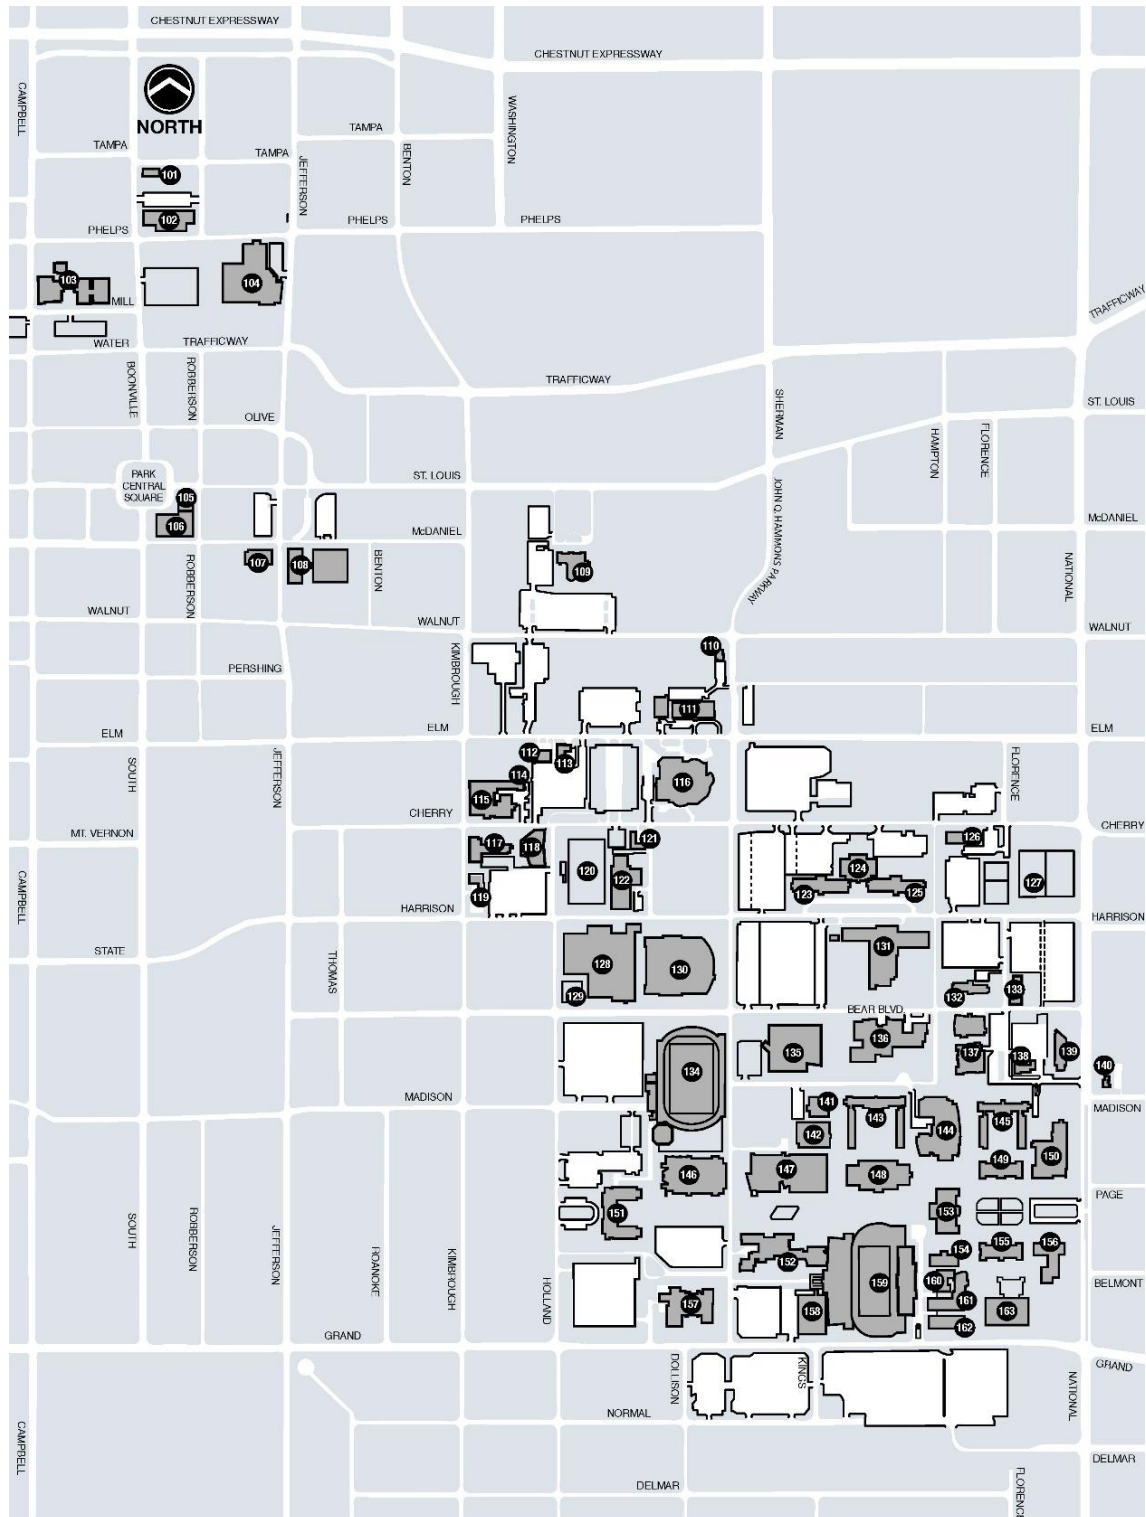 CHESTNUT EXPRESSWAY
CHESTNUT EXPRESSWAY
CAMPBELL
NORTH
WASHINGTON
TAMPA
TAMPA
TAMPA
JEFFERSON
BENTON
101
102
PHELPS
PHELPS
PHELPS
103
104
MILL
TRAFFICWAY
WATER
TRAFFICWAY
BOONVILLE
ROBBERSON
TRAFFICWAY
SHERMAN
ST. LOUIS
OLIVE
HAMPTON
FLORENCE
PARK
CENTRAL
SQUARE
ST. LOUIS
105
106
McDANIEL
McDANIEL
JOHN Q. HAMMONS PARKWAY
107
108
109
ROBBERSON
BENTON
NATIONAL
WALNUT
WALNUT
WALNUT
110
PERSHING
KIMBROUGH
111
ELM
ELM
ELM
SOUTH
JEFFERSON
112
113
114
115
116
FLORENCE
CHERRY
CHERRY
MT. VERNON
117
118
119
120
121
122
123
124
125
126
127
CAMPBELL
HARRISON
HARRISON
STATE
THOMAS
128
129
130
131
132
133
BEAR BLVD.
134
135
136
137
138
139
140
MADISON
MADISON
141
142
143
144
145
146
147
148
149
150
PAGE
151
152
153
154
155
156
SOUTH
ROBBERSON
JEFFERSON
ROANOKE
KIMBROUGH
HOLLAND
BELMONT
157
158
159
160
161
162
163
GRAND
GRAND
DOLLISON
KINGS
NATIONAL
NORMAL
CAMPBELL
DELMAR
DELMAR
FLORENCE